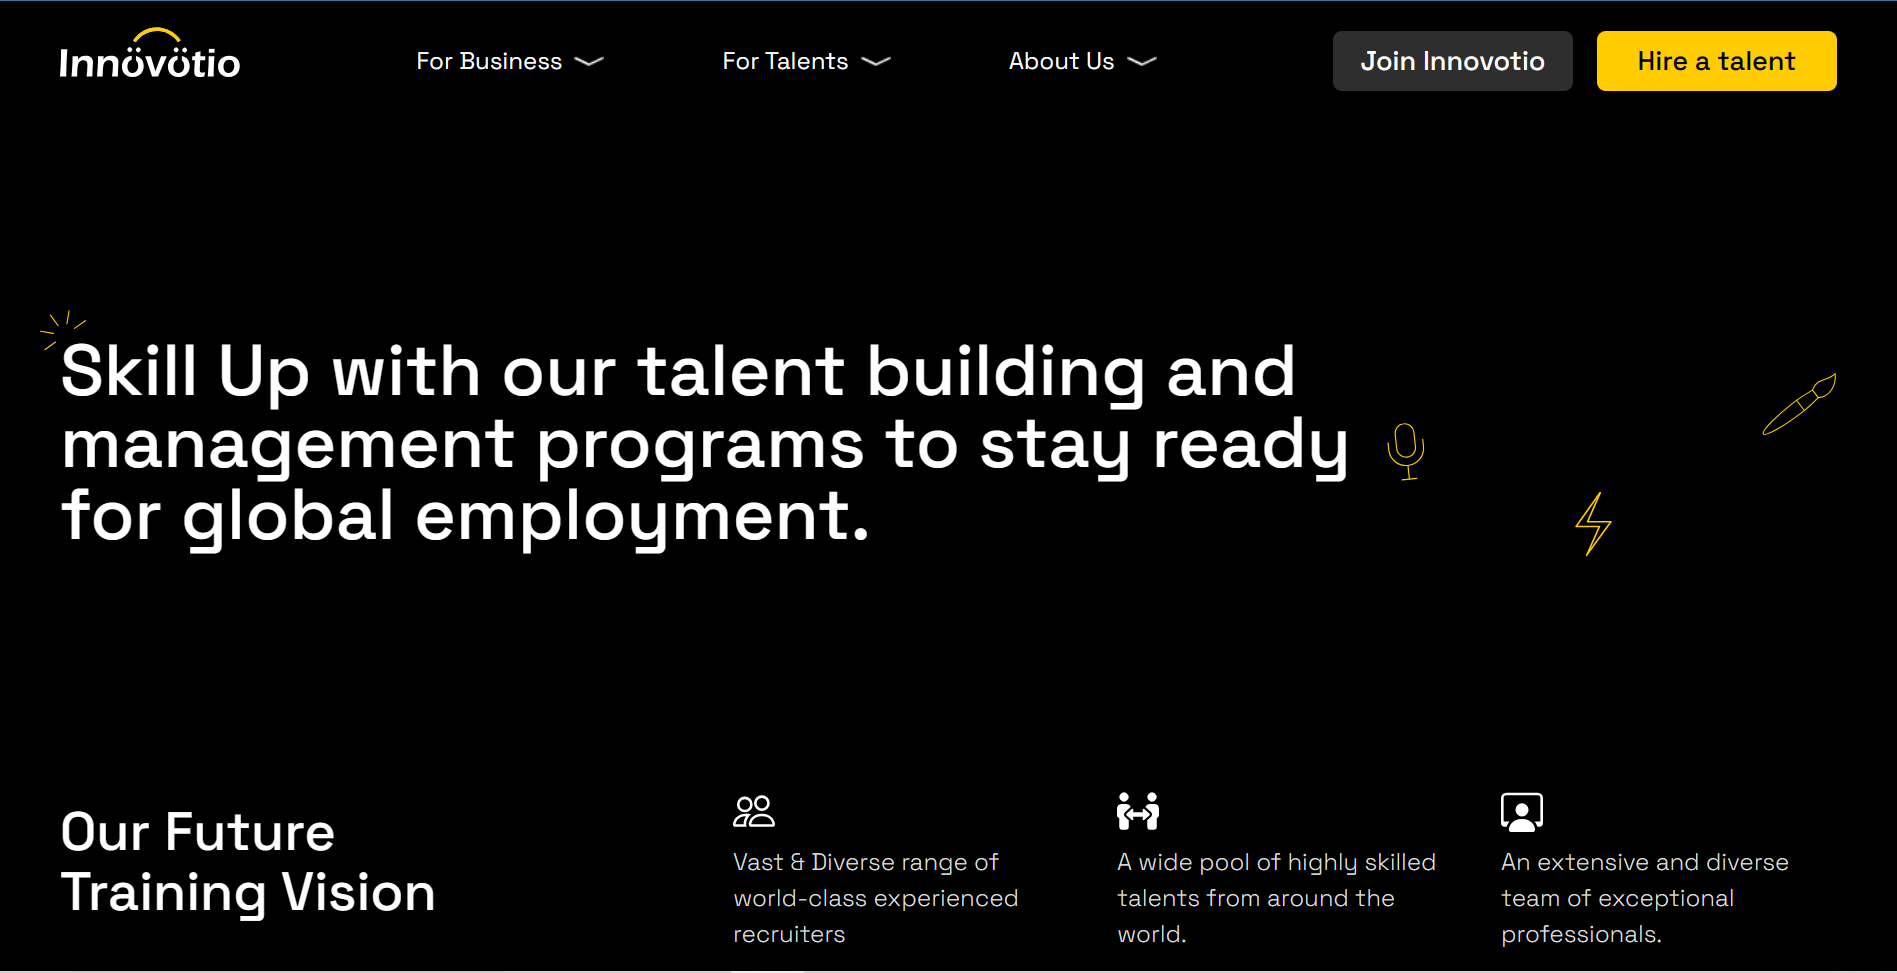 Innövötio
For Business
For Talents
About Us
Join Innovotio
Hire a talent
Skill Up with our talent building and
management programs to stay ready
for global employment.
Our Future
Training Vision
Vast & Diverse range of
world-class experienced
recruiters
A wide pool of highly skilled
talents from around the
world.
An extensive and diverse
team of exceptional
professionals.